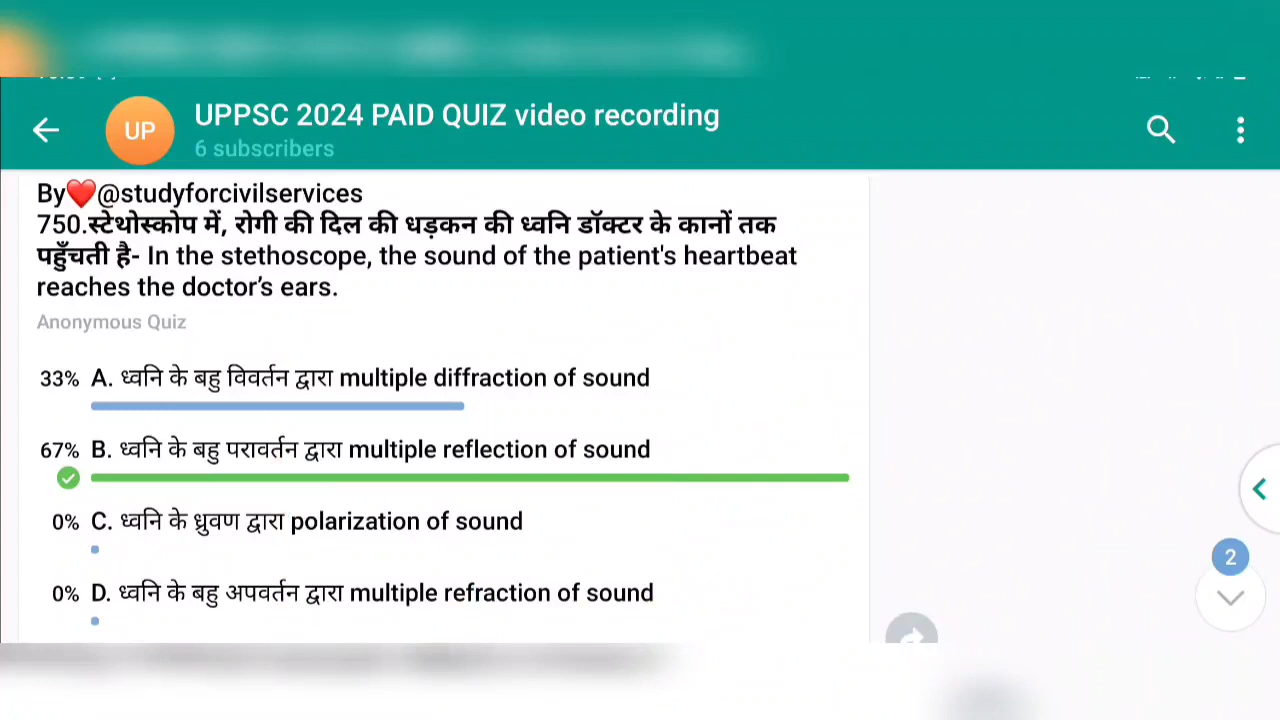 UP
UPPSC 2024 PAID QUIZ video recording
6 subscribers
By❤️@studyforcivilservices
750.स्टेथोस्कोप में, रोगी की दिल की धड़कन की ध्वनि डॉक्टर के कानों तक
पहुँचती है- In the stethoscope, the sound of the patient's heartbeat
reaches the doctor’s ears.
Anonymous Quiz
33% A. ध्वनि के बहु विवर्तन द्वारा multiple diffraction of sound
67% B. ध्वनि के बहु परावर्तन द्वारा multiple reflection of sound
0% C. ध्वनि के ध्रुवण द्वारा polarization of sound
0% D. ध्वनि के बहु अपवर्तन द्वारा multiple refraction of sound
2